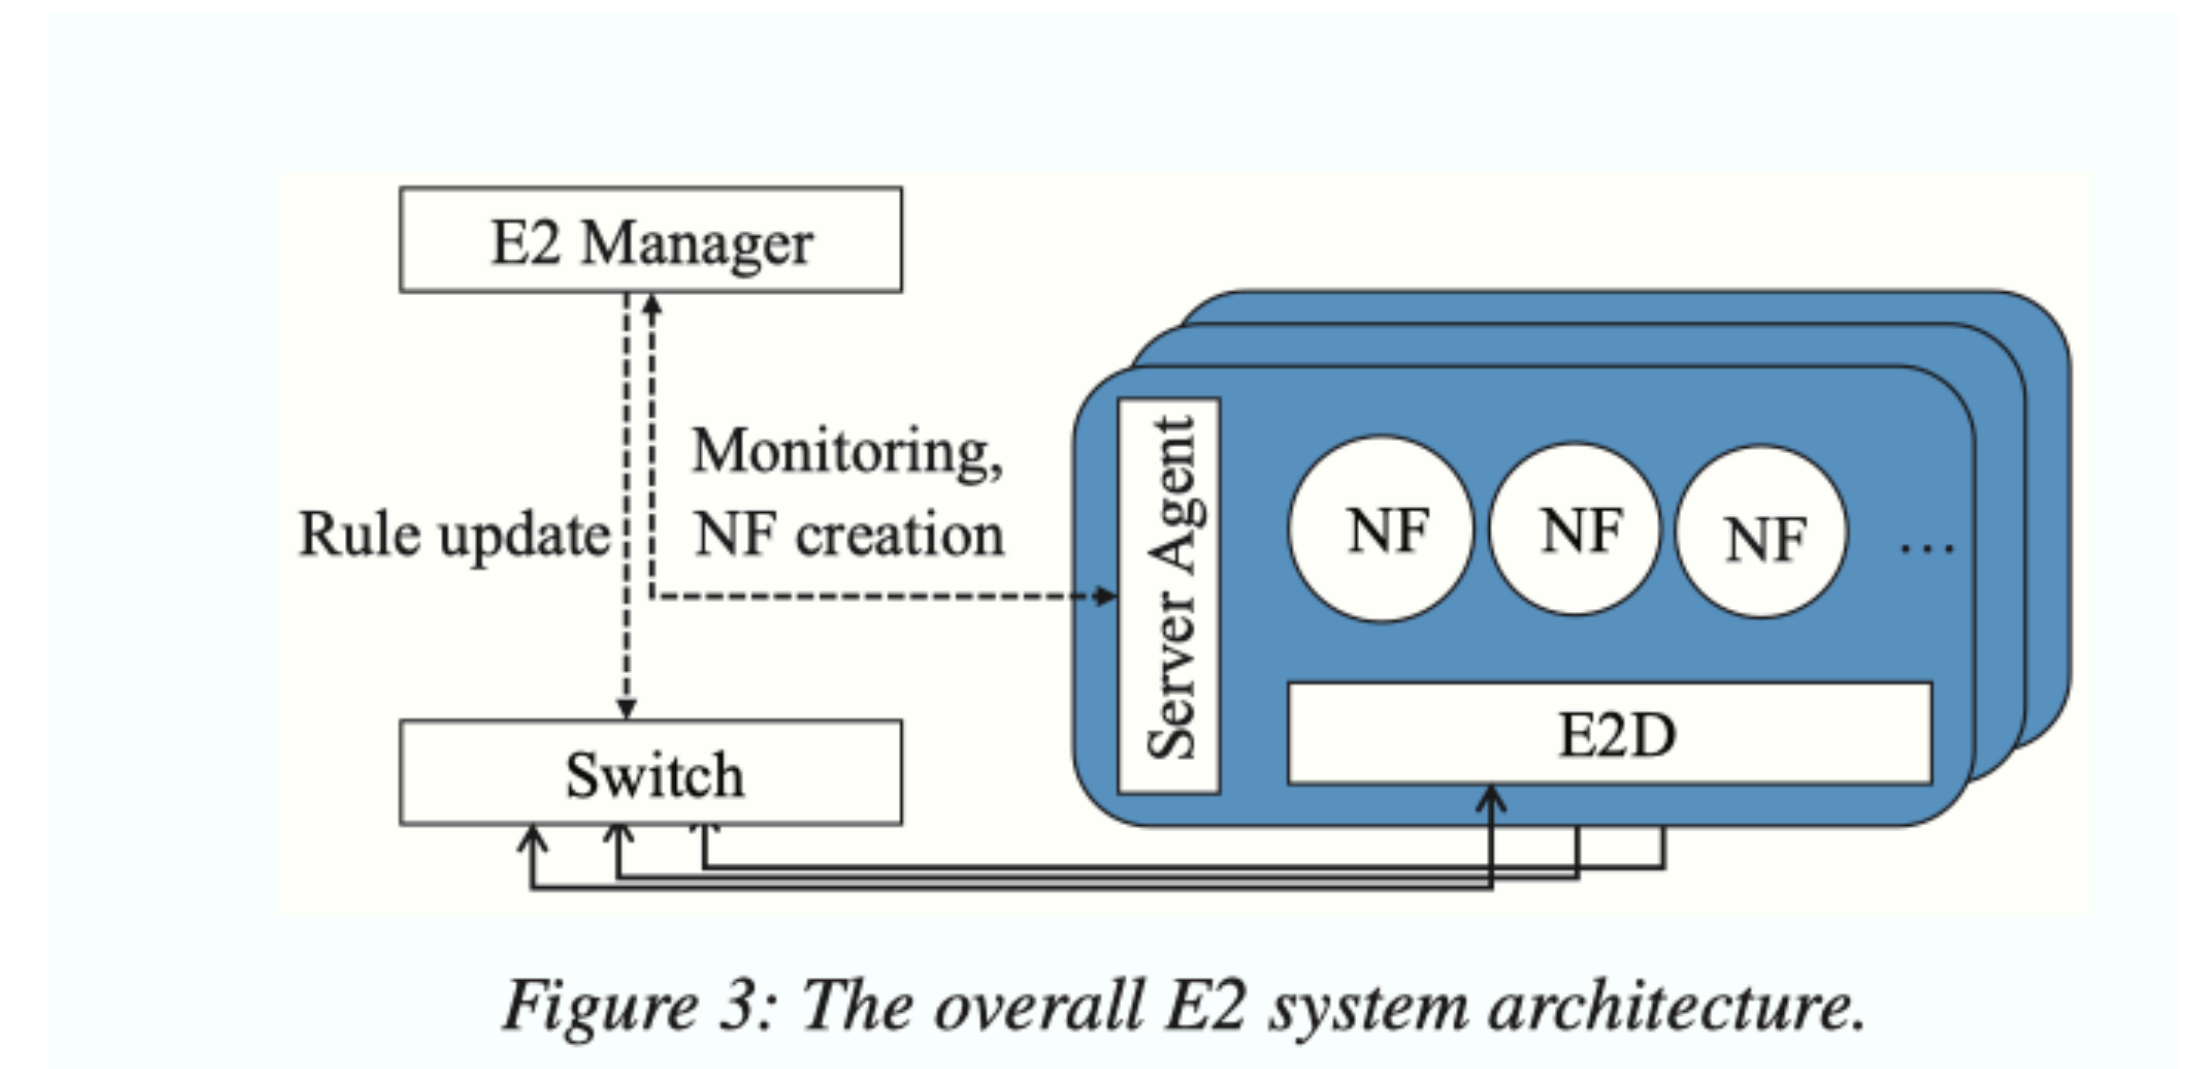 E2 Manager
Monitoring,
NF creation
Rule update
Switch
Server Agent
NF
NF
NF
...
E2D
Figure 3: The overall E2 system architecture.